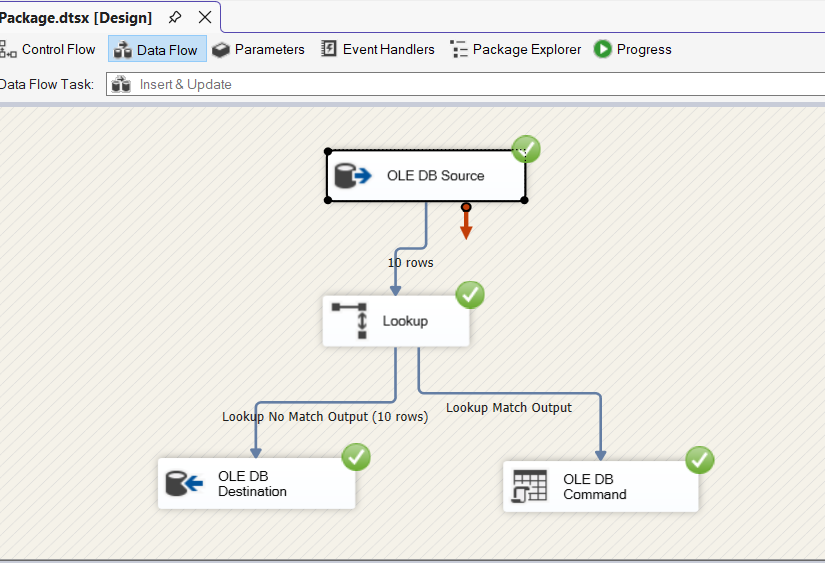 Package.dtsx [Design]
Control Flow
Data Flow
Parameters
Event Handlers
Package Explorer
Progress
Data Flow Task:
Insert & Update
OLE DB Source
10 rows
Lookup
Lookup No Match Output (10 rows)
Lookup Match Output
OLE DB
Destination
OLE DB
Command